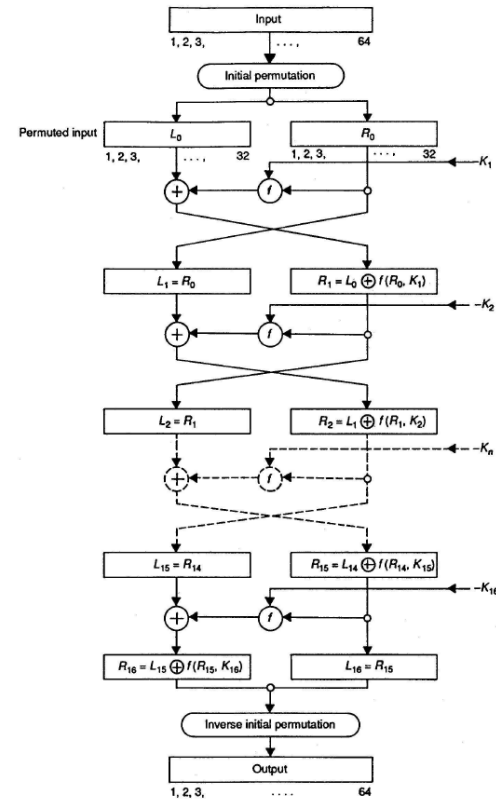 Input
1, 2, 3, . . . , 64
Initial permutation
Permuted input
L₀ R₀
1, 2, 3, . . . , 32 1, 2, 3, . . . . 32
K₁
+ f
L₁ = R₀ R₁ = L₀ ⊕ f (R₀, K₁)
K₂
+ f
L₂ = R₁ R₂ = L₁ ⊕ f (R₁, K₂)
Kₙ
+ f
L₁₅ = R₁₄ R₁₅ = L₁₄ ⊕ f (R₁₄, K₁₅)
K₁₆
+ f
R₁₆ = L₁₅ ⊕ f (R₁₅, K₁₆) L₁₆ = R₁₅
Inverse initial permutation
Output
1, 2, 3, . . . . 64